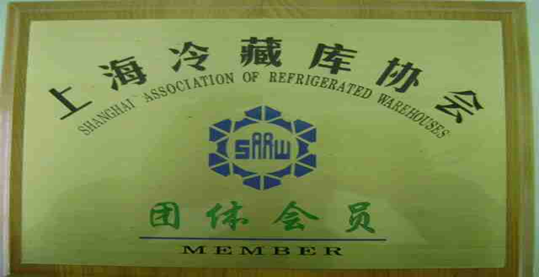 上海冷藏库协会
SHANGHAI ASSOCIATION OF REFRIGERATED WAREHOUSES
SARW
团体会员
MEMBER